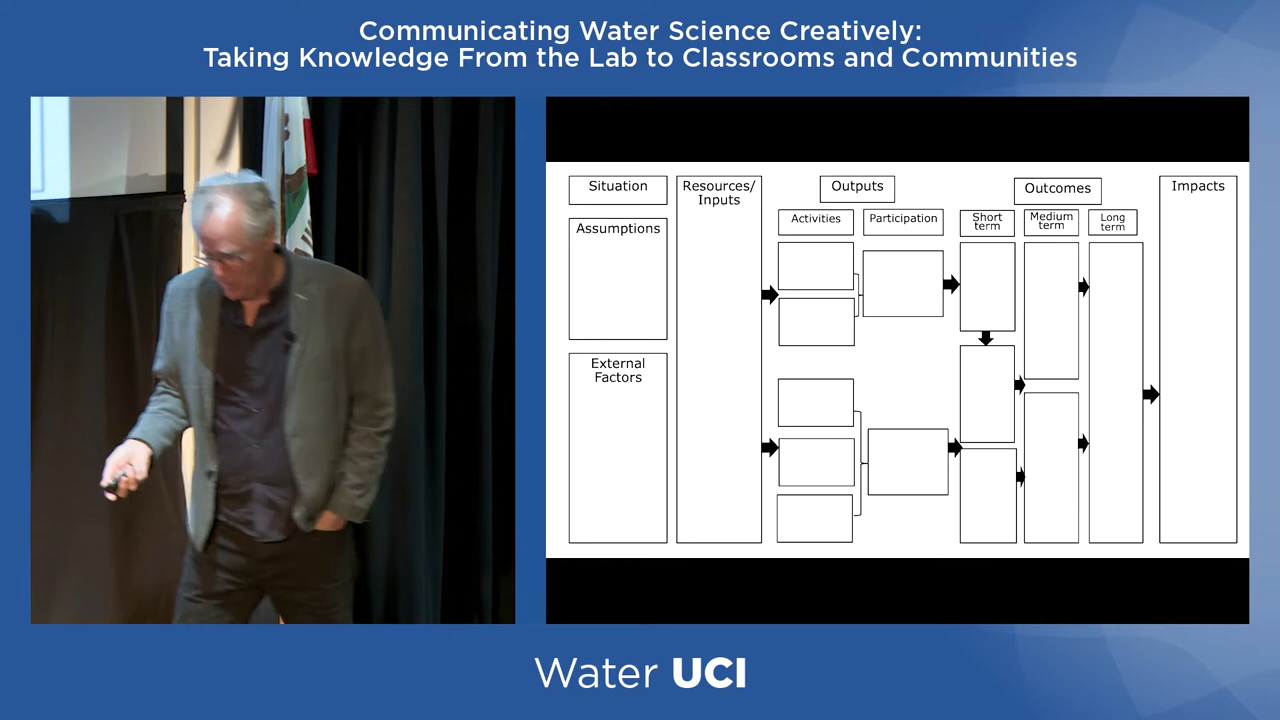 Communicating Water Science Creatively:
Taking Knowledge From the Lab to Classrooms and Communities
Situation
Assumptions
External
Factors
Resources/
Inputs
Outputs
Activities
Participation
Outcomes
Short
term
Medium
term
Long
term
Impacts
Water UCI